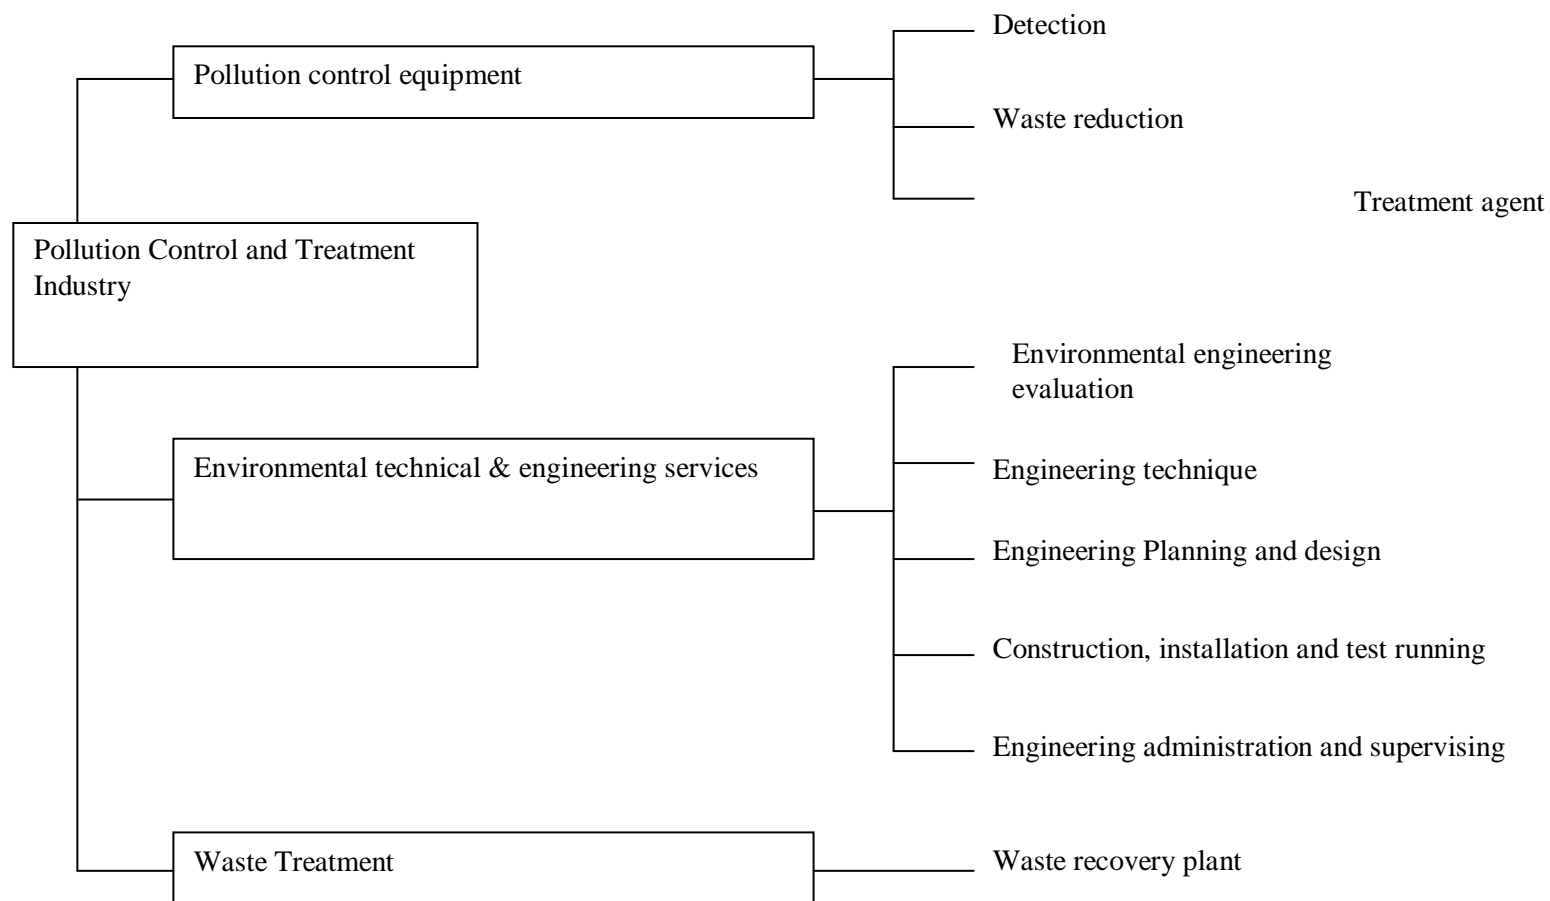 Detection
Pollution control equipment
Waste reduction
Treatment agent
Pollution Control and Treatment
Industry
Environmental engineering
evaluation
Environmental technical & engineering services
Engineering technique
Engineering Planning and design
Construction, installation and test running
Engineering administration and supervising
Waste Treatment
Waste recovery plant